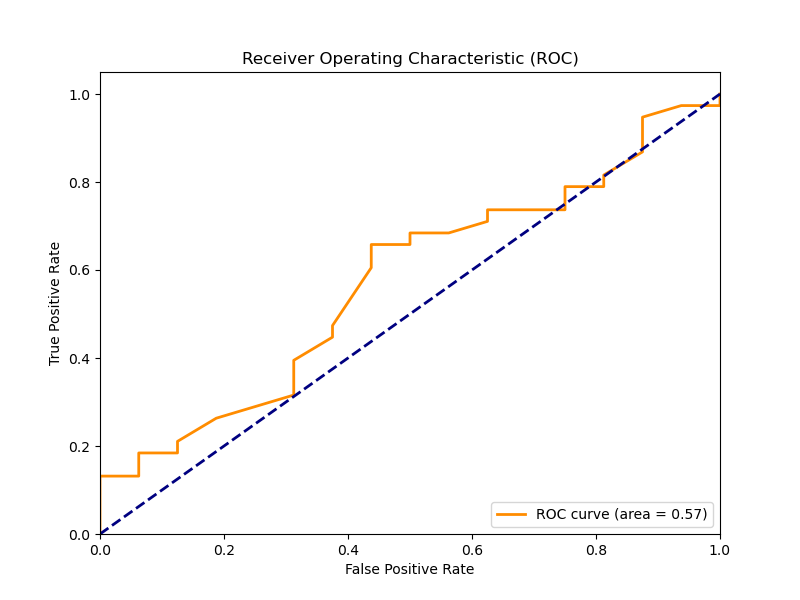 Receiver Operating Characteristic (ROC)
True Positive Rate
1.0
0.8
0.6
0.4
0.2
0.0
0.0 0.2 0.4 0.6 0.8 1.0
False Positive Rate
ROC curve (area = 0.57)